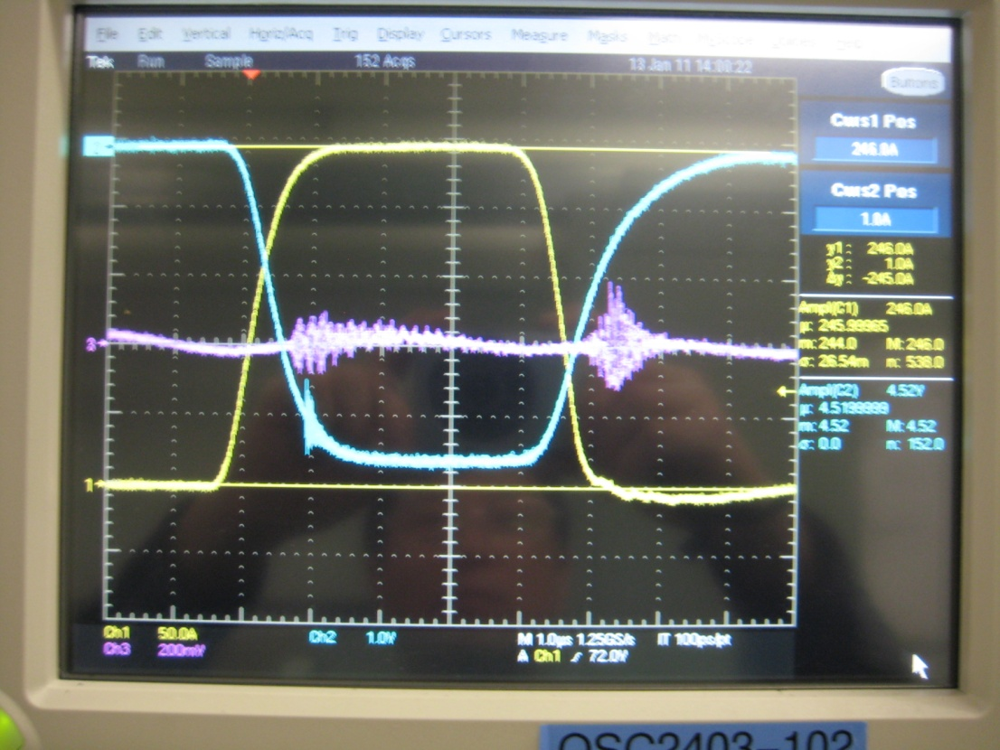 File Edit Vertical Horiz/Acq Trig Display Cursors Measure Masks Math
Tek Run Sample 152 Acqs 13 Jan 11 14:00:22
Buttons
Curs1 Pos
246.0A
Curs2 Pos
1.0A
y1: 246.0A
y2: 1.0A
Δy: -245.0A
Ampl(C1) 246.0A
µ: 245.99965
m: 244.0 M: 246.0
σ: 26.54m n: 538.0
Ampl(C2) 4.52V
µ: 4.5199999
m: 4.52 M: 4.52
σ: 0.0 n: 152.0
3
1
Ch1 50.0A Ch2 1.0V M 1.0µs 1.25GS/s IT 100ps/pt
Ch3 200mV A Ch1 72.0V
OSC2403-102